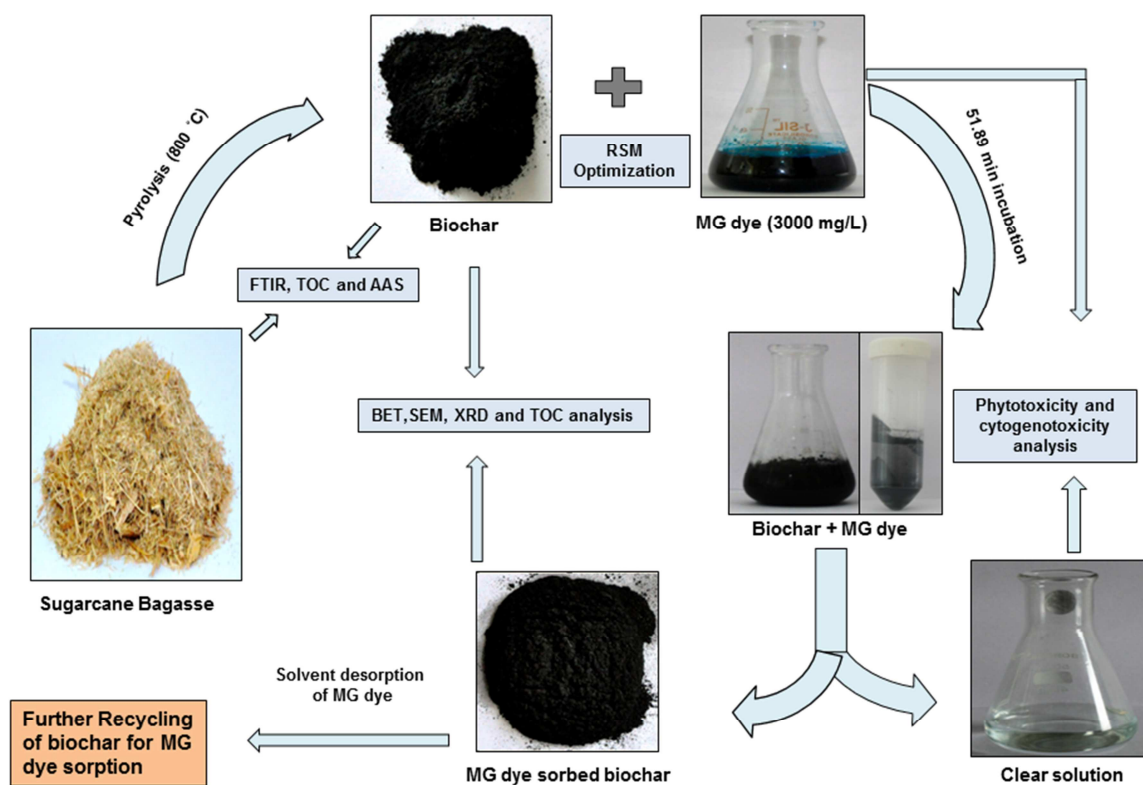 Pyrolysis (800 °C)
RSM
Optimization
J-SIL
51.89 min incubation
Biochar
MG dye (3000 mg/L)
FTIR, TOC and AAS
BET,SEM, XRD and TOC analysis
Phytotoxicity and
cytogenotoxicity
analysis
Biochar + MG dye
Sugarcane Bagasse
Solvent desorption
of MG dye
Further Recycling
of biochar for MG
dye sorption
MG dye sorbed biochar
Clear solution